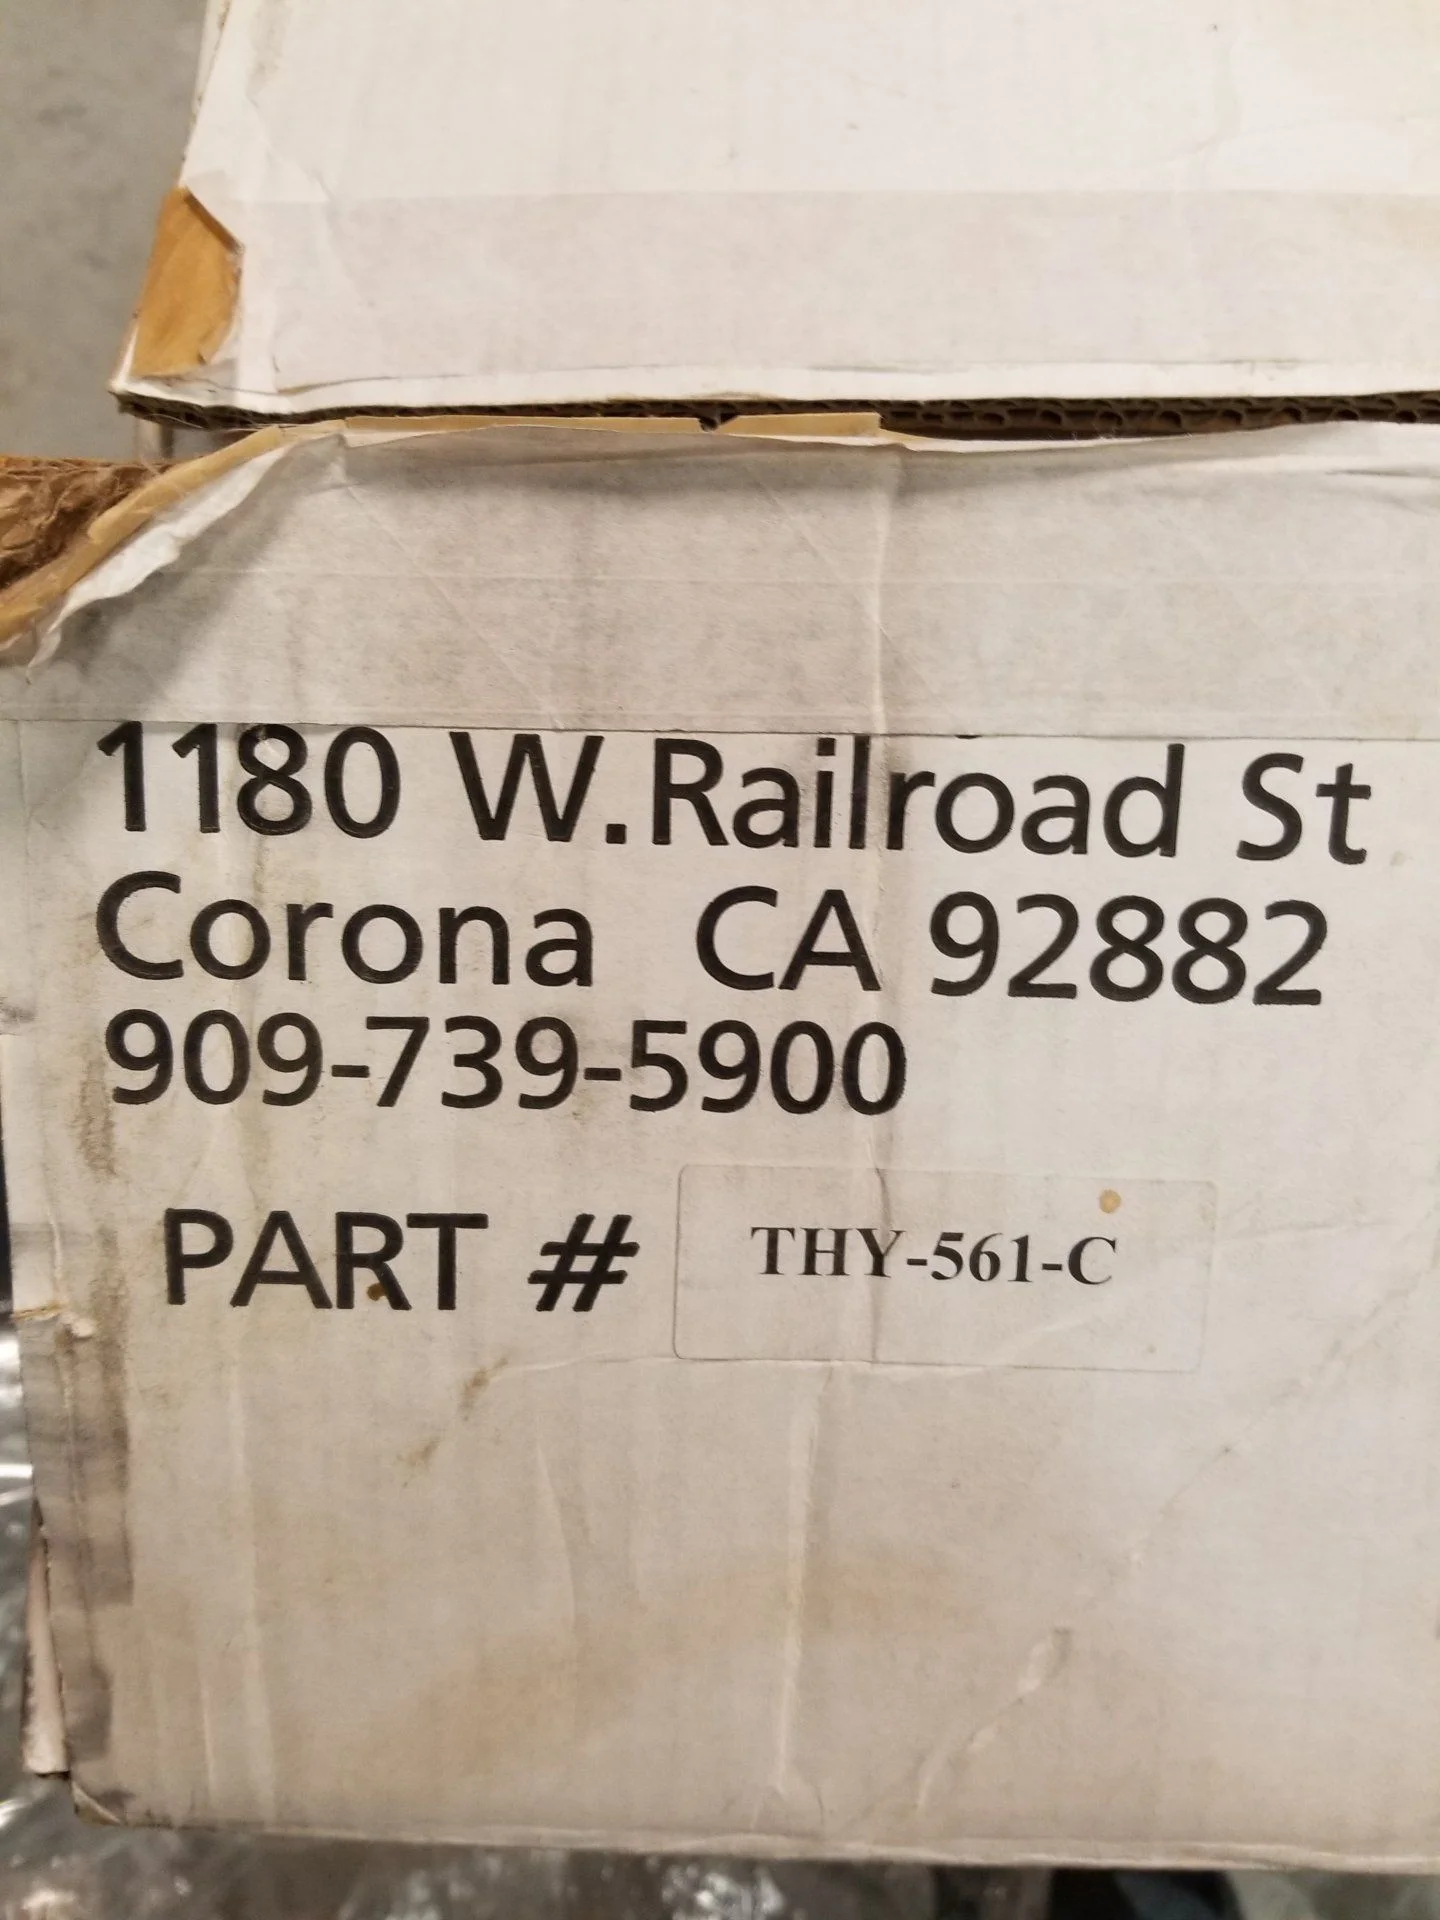 1180 W.Railroad St
Corona CA 92882
909-739-5900
PART # THY-561-C